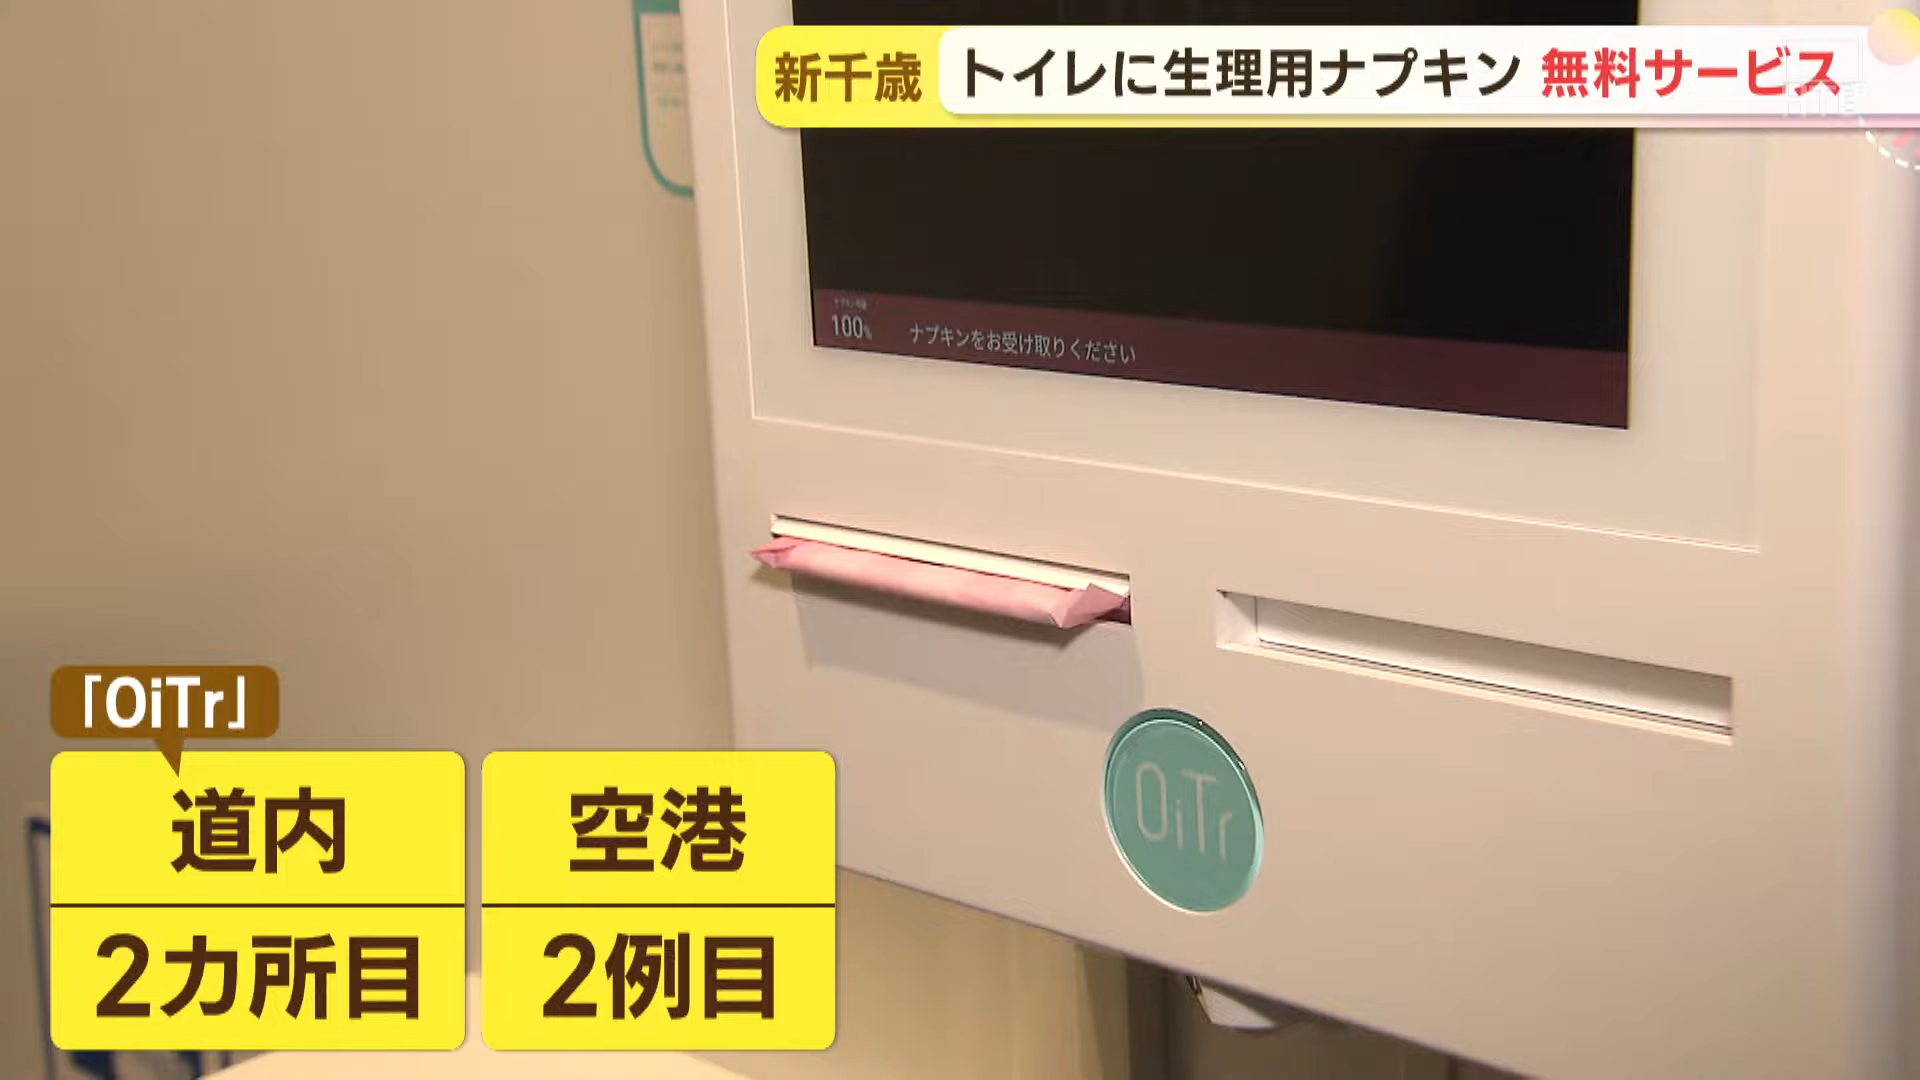 新千歳 トイレに生理用ナプキン 無料サービス
100%
ナプキンをお受け取りください
「OiTr」
道内 空港
2カ所目 2例目
OiTr